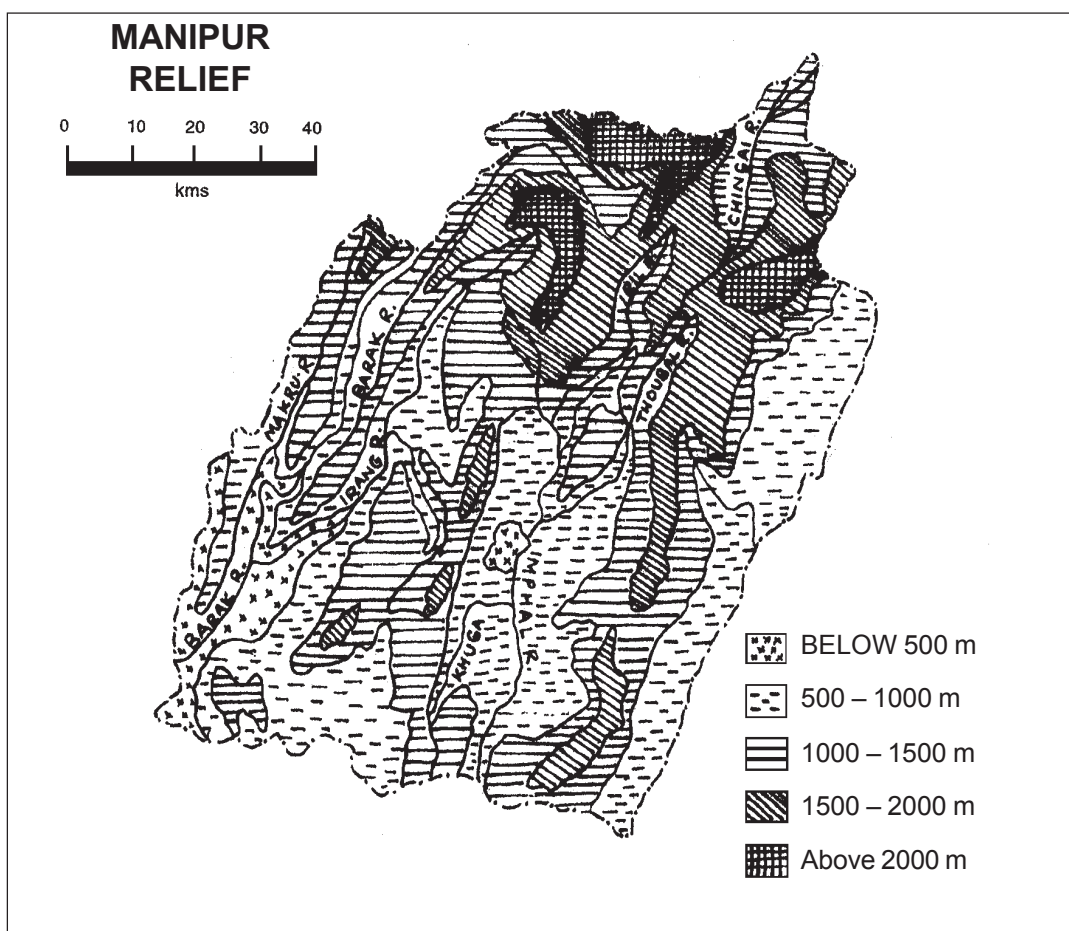 MANIPUR
RELIEF
0 10 20 30 40
kms
CHINGAI R.
IRIL R.
BARAK R.
THOUBAL R.
MAKRU R.
IRANG R.
BARAK R.
KHUGA
IMPHAL R
BELOW 500 m
500 – 1000 m
1000 – 1500 m
1500 – 2000 m
Above 2000 m